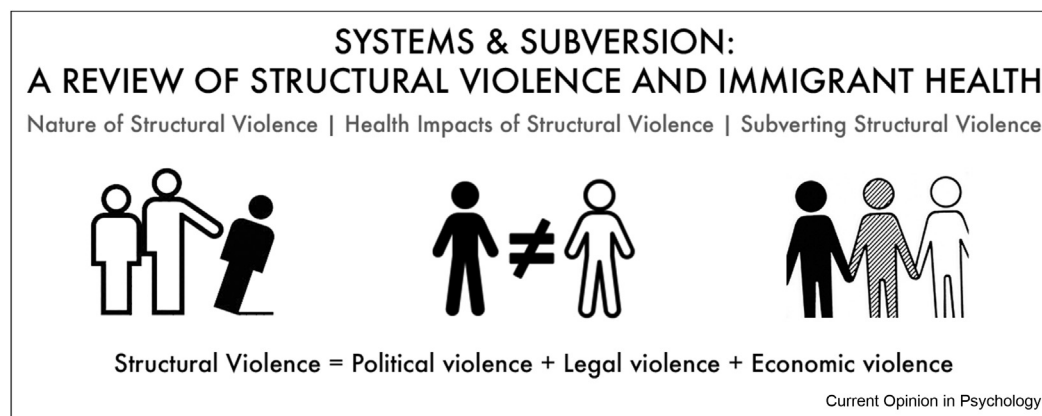 SYSTEMS & SUBVERSION:
A REVIEW OF STRUCTURAL VIOLENCE AND IMMIGRANT HEALTH
Nature of Structural Violence | Health Impacts of Structural Violence | Subverting Structural Violence
≠
Structural Violence = Political violence + Legal violence + Economic violence
Current Opinion in Psychology